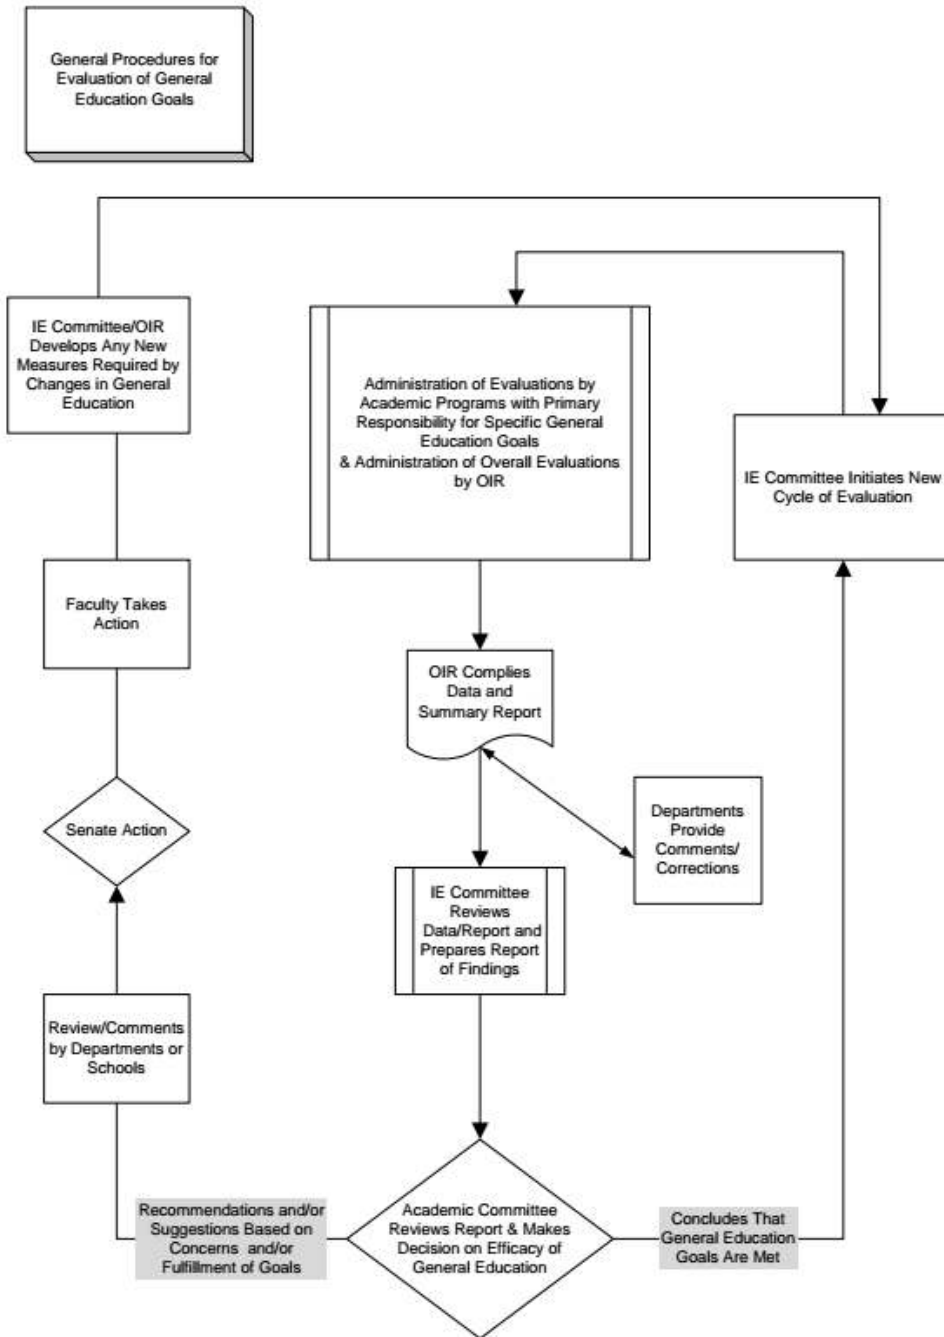 General Procedures for
Evaluation of General
Education Goals
IE Committee/OIR
Develops Any New
Measures Required by
Changes in General
Education
Administration of Evaluations by
Academic Programs with Primary
Responsibility for Specific General
Education Goals
& Administration of Overall Evaluations
by OIR
IE Committee Initiates New
Cycle of Evaluation
Faculty Takes
Action
OIR Complies
Data and
Summary Report
Senate Action
Departments
Provide
Comments/
Corrections
IE Committee
Reviews
Data/Report and
Prepares Report
of Findings
Review/Comments
by Departments or
Schools
Recommendations and/or
Suggestions Based on
Concerns and/or
Fulfillment of Goals
Academic Committee
Reviews Report & Makes
Decision on Efficacy of
General Education
Concludes That
General Education
Goals Are Met